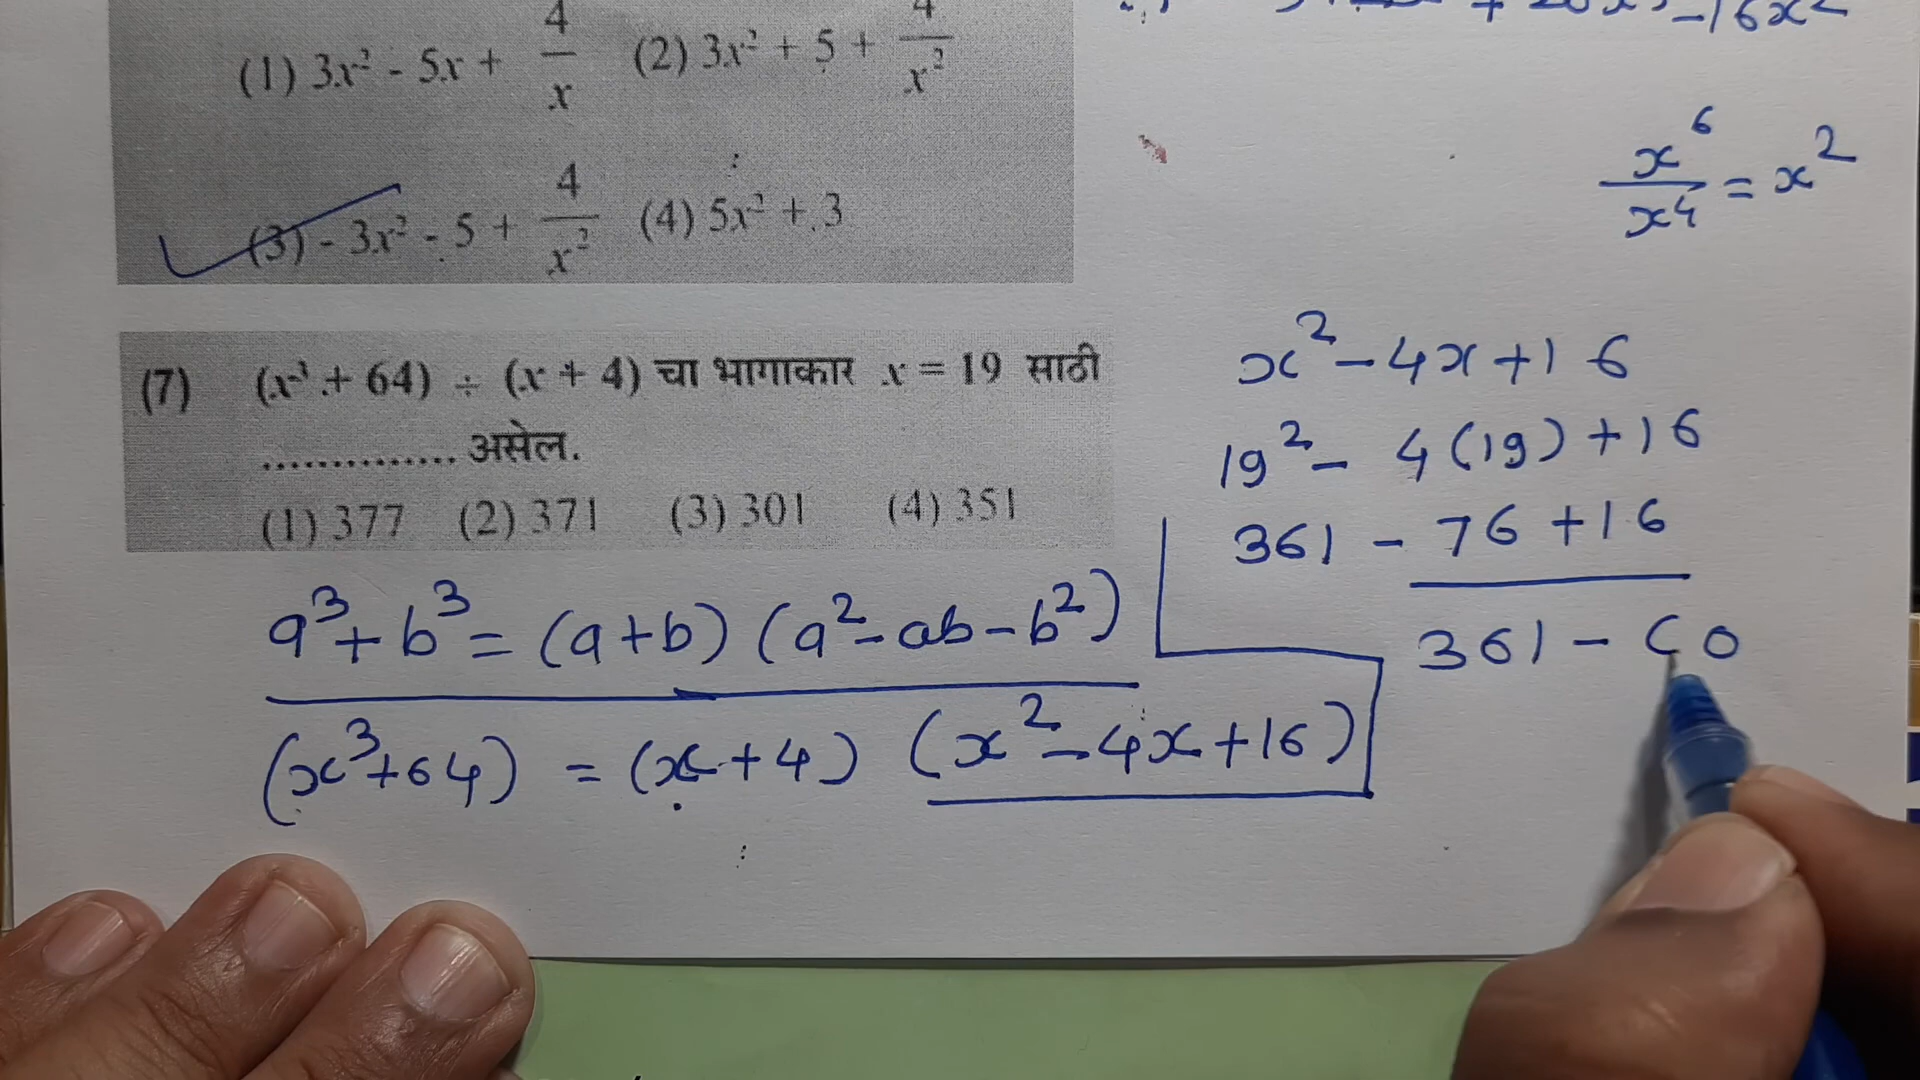 (1) 3x² - 5x + 4/x (2) 3x² + 5 + 4/x²
(3) - 3x² - 5 + 4/x² (4) 5x² + 3
(7) (x³ + 64) ÷ (x + 4) चा भागाकार x = 19 साठी
.............. असेल.
(1) 377 (2) 371 (3) 301 (4) 351
a³ + b³ = (a + b) (a² - ab - b²)
(x³ + 64) = (x + 4) (x² - 4x + 16)
- 16x²
x⁶/x⁴ = x²
x² - 4x + 16
19² - 4(19) + 16
361 - 76 + 16
361 - 60